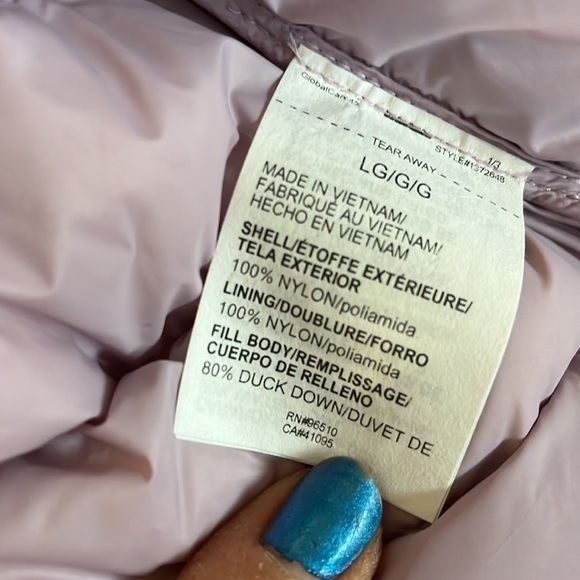 GlobalCare
1/3
STYLE#1372648
TEAR AWAY
LG/G/G
MADE IN VIETNAM/
FABRIQUÉ AU VIETNAM/
HECHO EN VIETNAM
SHELL/ÉTOFFE EXTÉRIEURE/
TELA EXTERIOR
100% NYLON/poliamida
LINING/DOUBLURE/FORRO
100% NYLON/poliamida
FILL BODY/REMPLISSAGE/
CUERPO DE RELLENO
80% DUCK DOWN/DUVET DE
RN#96510
CA#41095